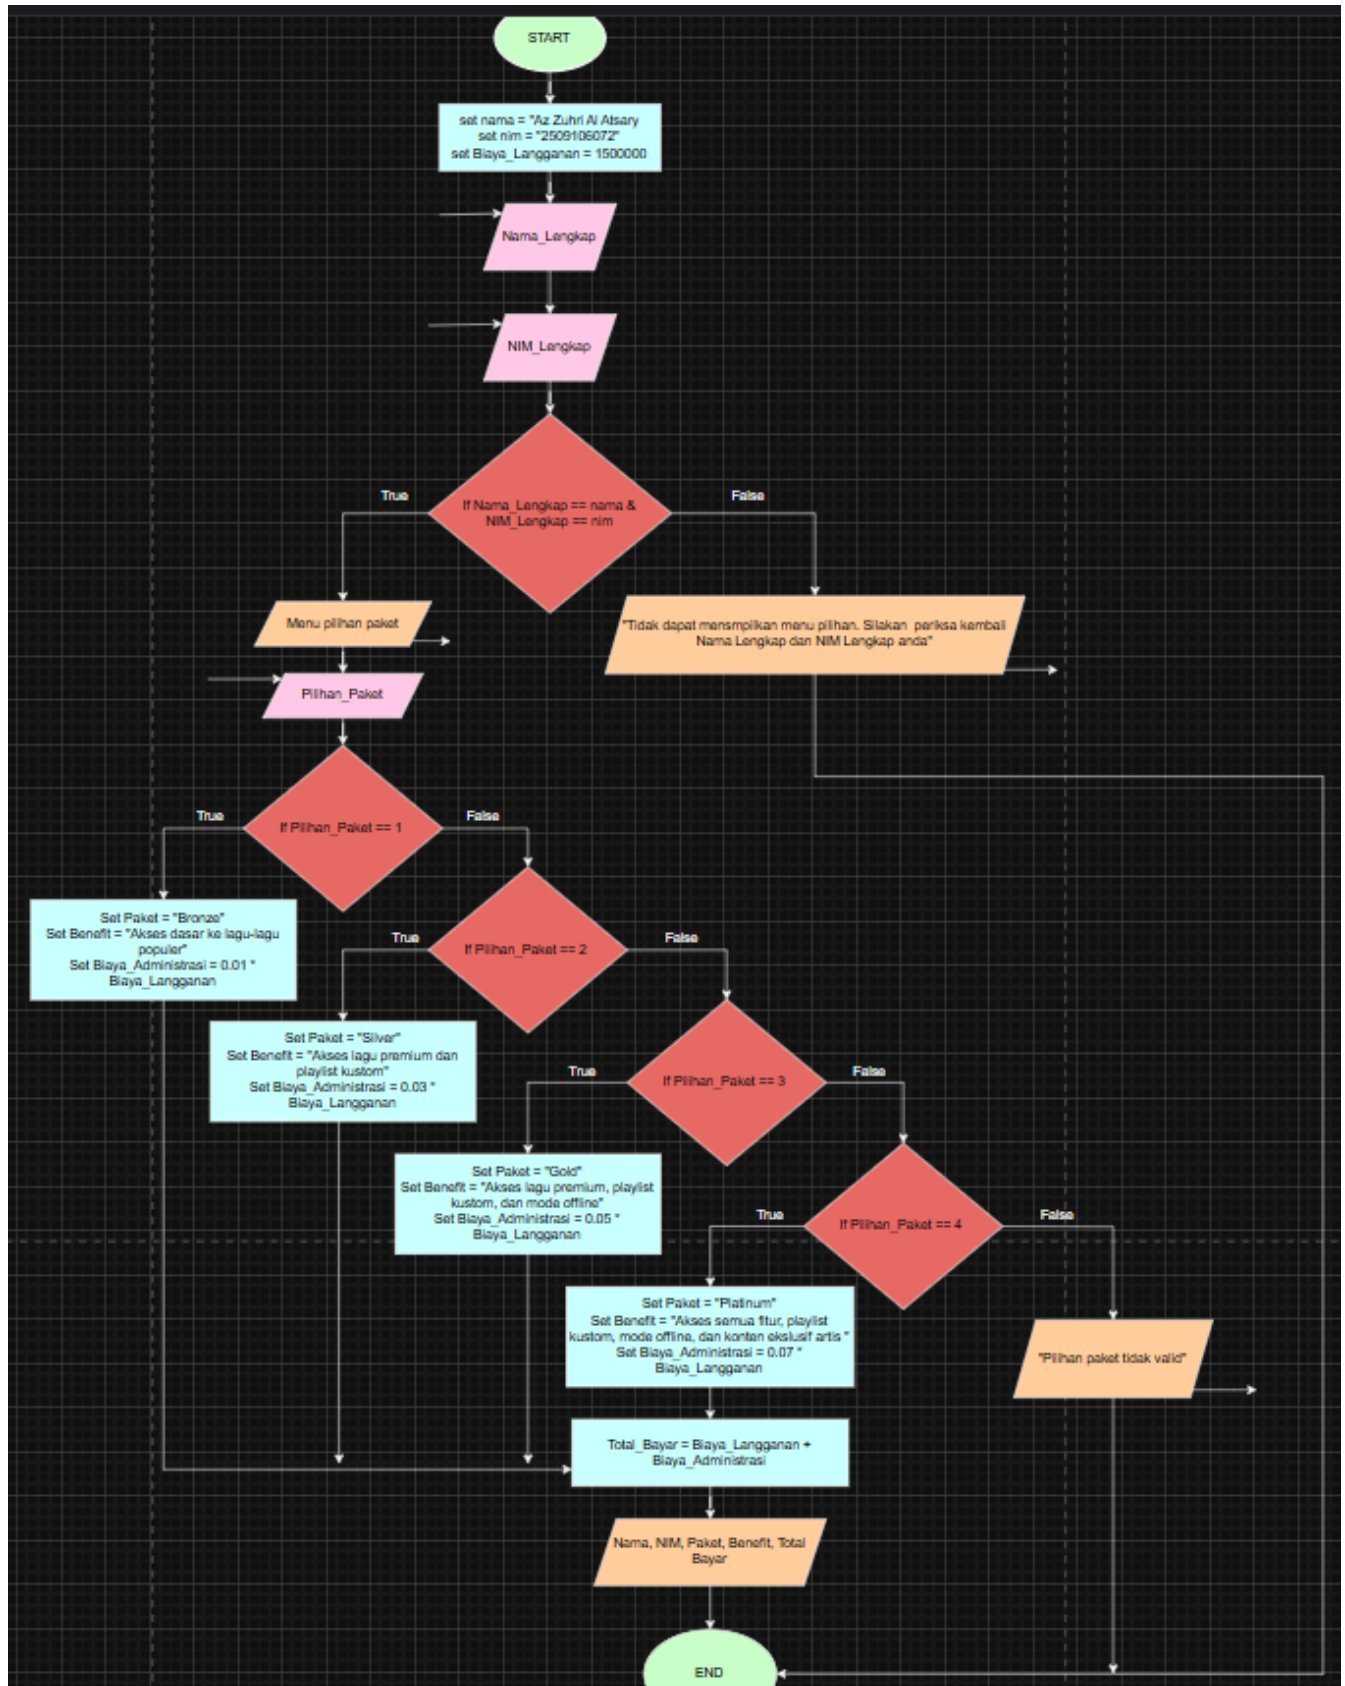 START
set nama = "Az Zuhri Al Atsary
set nim = "2509106072"
set Biaya_Langganan = 1500000
Nama_Lengkap
NIM_Lengkap
If Nama_Lengkap == nama &
NIM_Lengkap == nim
True
False
Menu pilihan paket
"Tidak dapat mensmpilkan menu pilihan. Silakan periksa kembali
Nama Lengkap dan NIM Lengkap anda"
Pilihan_Paket
If Pilihan_Paket == 1
True
False
Set Paket = "Bronze"
Set Benefit = "Akses dasar ke lagu-lagu
populer"
Set Biaya_Administrasi = 0.01 *
Biaya_Langganan
If Pilihan_Paket == 2
True
False
Set Paket = "Silver"
Set Benefit = "Akses lagu premium dan
playlist kustom"
Set Biaya_Administrasi = 0.03 *
Biaya_Langganan
If Pilihan_Paket == 3
True
False
Set Paket = "Gold"
Set Benefit = "Akses lagu premium, playlist
kustom, dan mode offline"
Set Biaya_Administrasi = 0.05 *
Biaya_Langganan
If Pilihan_Paket == 4
True
False
Set Paket = "Platinum"
Set Benefit = "Akses semua fitur, playlist
kustom, mode offline, dan konten ekslusif artis "
Set Biaya_Administrasi = 0.07 *
Biaya_Langganan
"Pilihan paket tidak valid"
Total_Bayar = Biaya_Langganan +
Biaya_Administrasi
Nama, NIM, Paket, Benefit, Total
Bayar
END